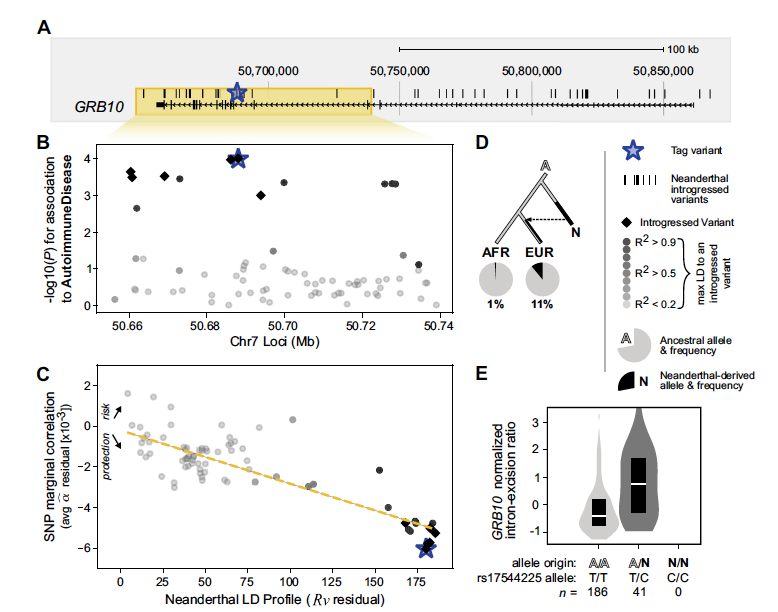 A
100 kb
50,700,000
50,750,000
50,800,000
50,850,000
GRB10
B
-log10(P) for association
to Autoimmune Disease
4
3
2
1
0
50.66
50.68
50.70
50.72
50.74
Chr7 Loci (Mb)
C
SNP marginal correlation
(avg α̂ residual [x10⁻³])
risk
protection
2
0
−2
−4
−6
0
25
50
75
100
125
150
175
Neanderthal LD Profile (Rv residual)
D
A
N
AFR EUR
1% 11%
Tag variant
Neanderthal
introgressed
variants
Introgressed Variant
R² > 0.9
R² > 0.5
R² < 0.2
max LD to an
introgressed
variant
A Ancestral allele
& frequency
N Neanderthal-derived
allele & frequency
E
GRB10 normalized
intron-excision ratio
3
2
1
0
-1
allele origin: A/A A/N N/N
rs17544225 allele: T/T T/C C/C
n = 186 41 0